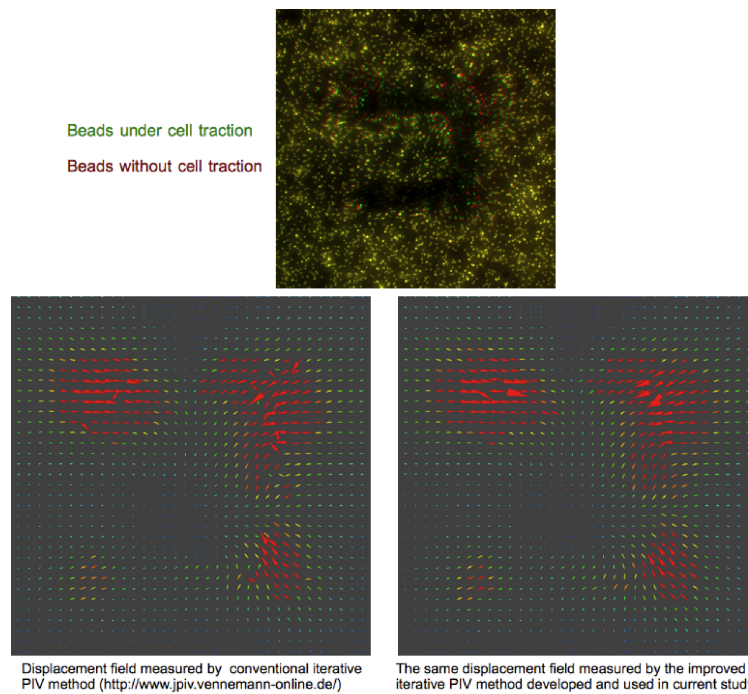 Beads under cell traction
Beads without cell traction
Displacement field measured by conventional iterative
PIV method (http://www.jpiv.vennemann-online.de/)
The same displacement field measured by the improved
iterative PIV method developed and used in current stud